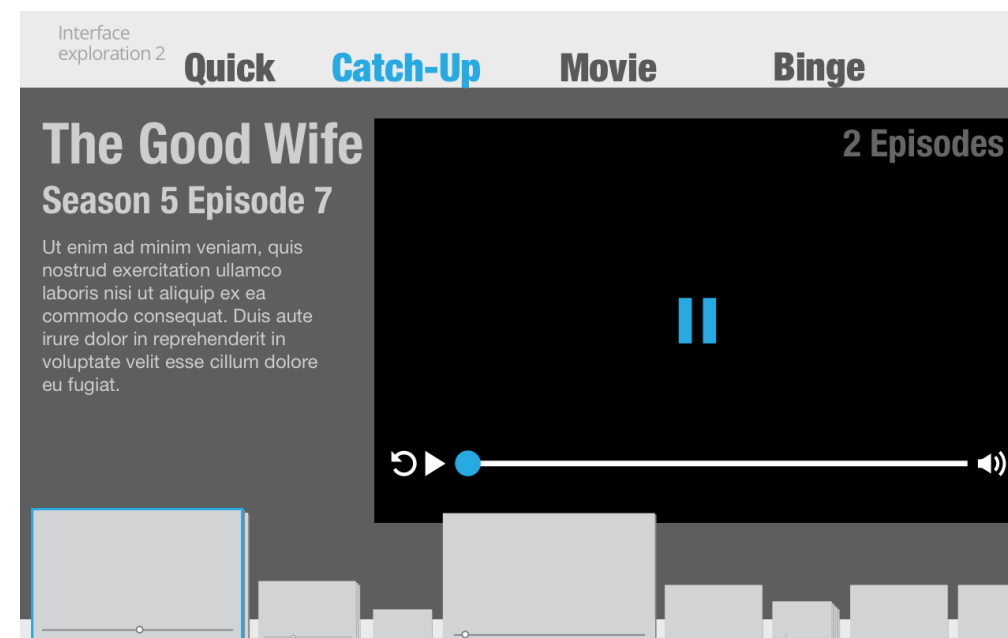 Interface
exploration 2
Quick Catch-Up Movie Binge
The Good Wife
Season 5 Episode 7
Ut enim ad minim veniam, quis
nostrud exercitation ullamco
laboris nisi ut aliquip ex ea
commodo consequat. Duis aute
irure dolor in reprehenderit in
voluptate velit esse cillum dolore
eu fugiat.
2 Episodes